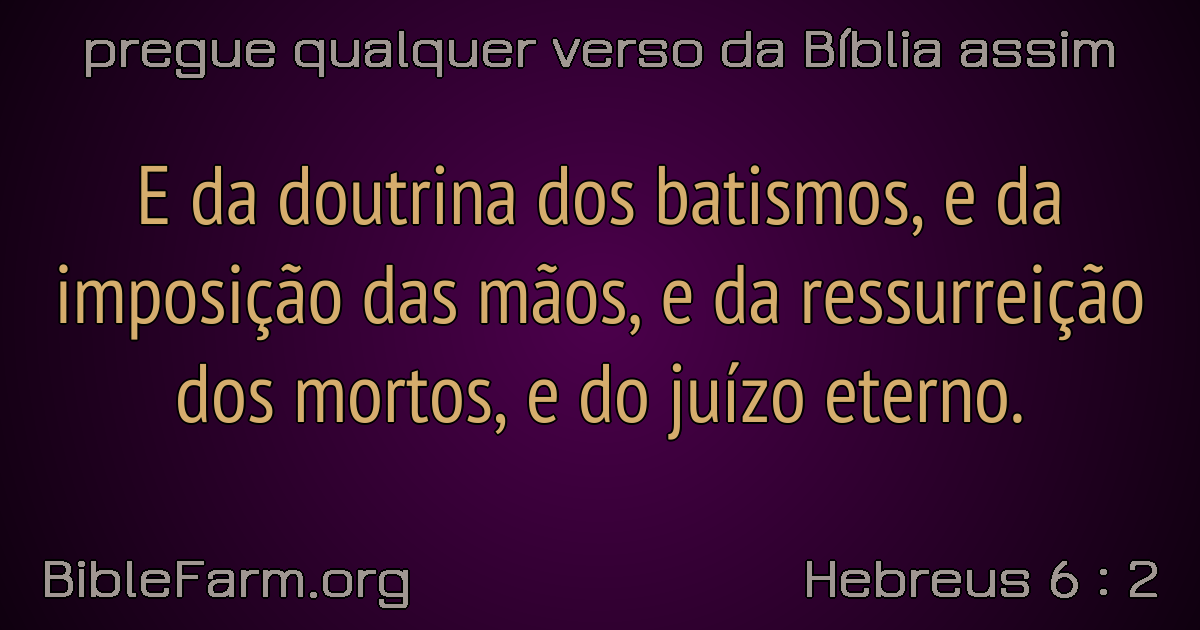 pregue qualquer verso da Bíblia assim
E da doutrina dos batismos, e da
imposição das mãos, e da ressurreição
dos mortos, e do juízo eterno.
BibleFarm.org
Hebreus 6 : 2